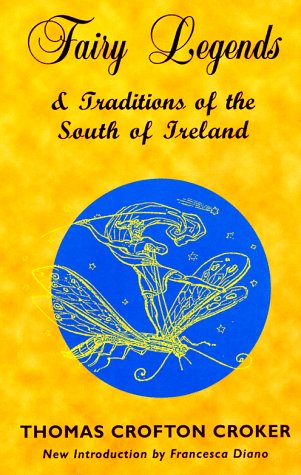 Fairy Legends
& Traditions of the
South of Ireland
THOMAS CROFTON CROKER
New Introduction by Francesca Diano